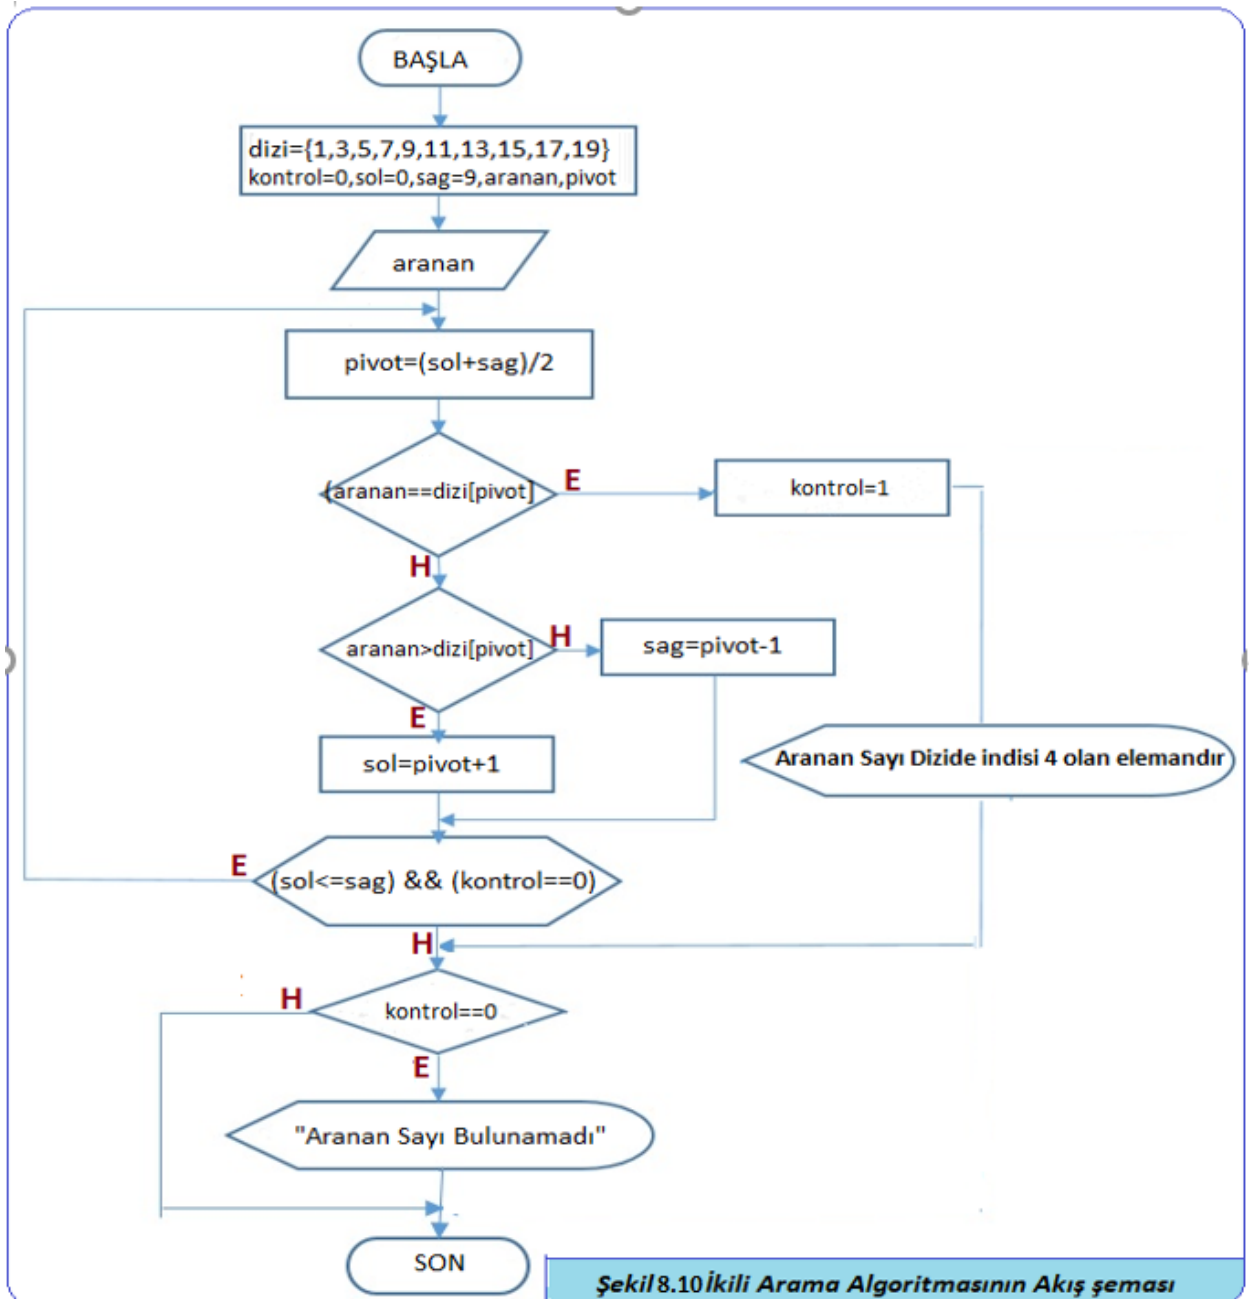 BAŞLA
dizi={1,3,5,7,9,11,13,15,17,19}
kontrol=0,sol=0,sag=9,aranan,pivot
aranan
pivot=(sol+sag)/2
(aranan==dizi[pivot]
E
kontrol=1
H
aranan>dizi[pivot]
H
sag=pivot-1
E
sol=pivot+1
Aranan Sayı Dizide indisi 4 olan elemandır
E
(sol<=sag) && (kontrol==0)
H
H
kontrol==0
E
"Aranan Sayı Bulunamadı"
SON
Şekil 8.10 İkili Arama Algoritmasının Akış şeması